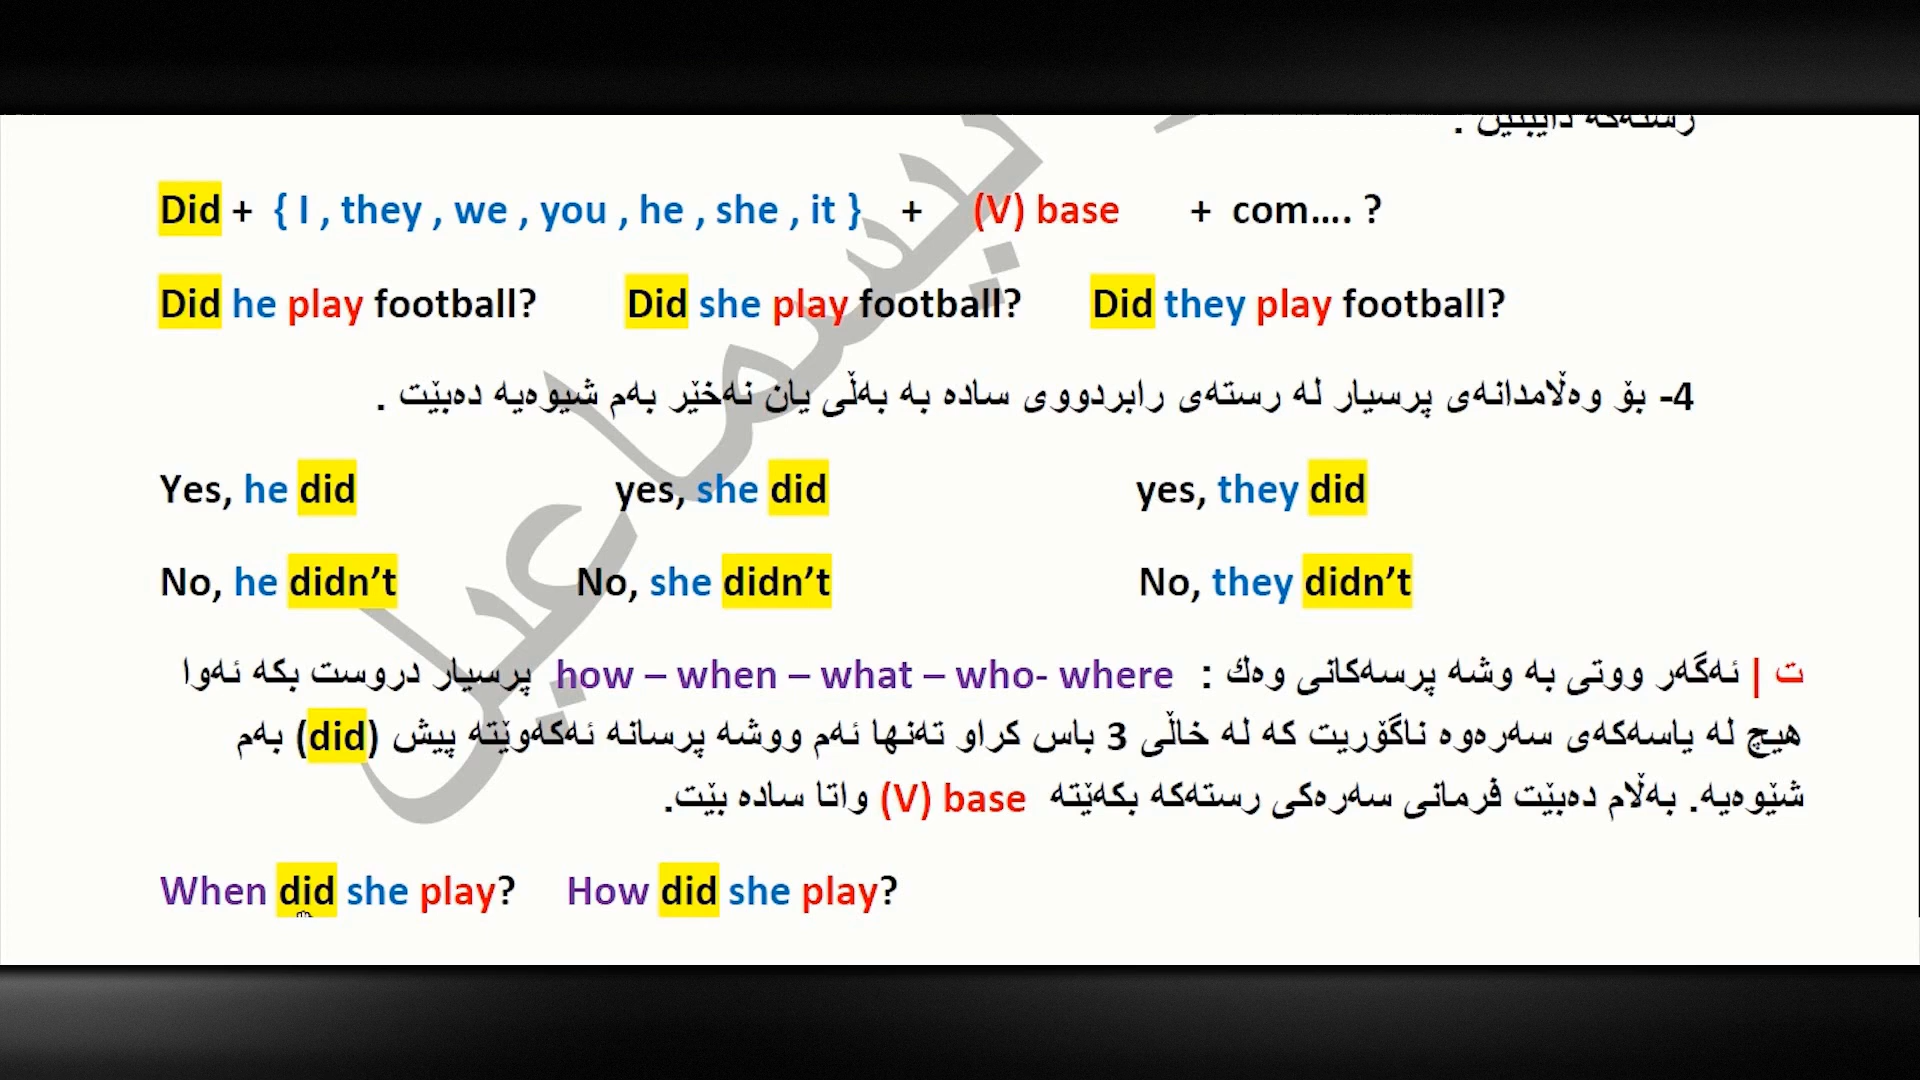 رستەکە دابنێین .
Did + { I , they , we , you , he , she , it } + (V) base + com.... ?
Did he play football? Did she play football? Did they play football?
4- بۆ وەڵامدانەی پرسیار لە رستەی رابردووی سادە بە بەڵێ یان نەخێر بەم شیوەیە دەبێت .
Yes, he did yes, she did yes, they did
No, he didn’t No, she didn’t No, they didn’t
ت | ئەگەر ووتی بە وشە پرسەکانی وەك : how – when – what – who- where پرسیار دروست بکە ئەوا
هیچ لە یاسەکەی سەرەوە ناگۆریت کە لە خاڵی 3 باس کراو تەنها ئەم ووشە پرسانە ئەکەوێتە پیش (did) بەم
شێوەیە. بەڵام دەبێت فرمانی سەرەکی رستەکە بکەێتە (V) base واتا سادە بێت.
When did she play? How did she play?